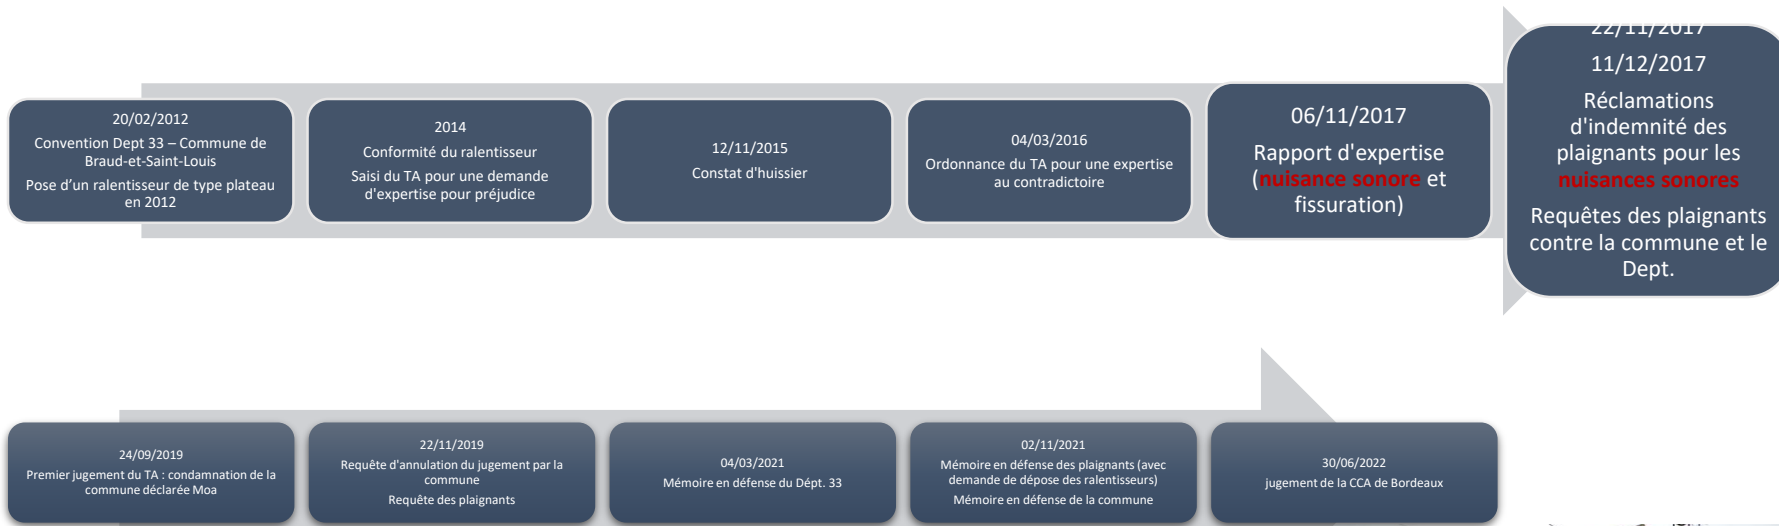 20/02/2012
Convention Dept 33 – Commune de
Braud-et-Saint-Louis
Pose d'un ralentisseur de type plateau
en 2012
2014
Conformité du ralentisseur
Saisi du TA pour une demande
d'expertise pour préjudice
12/11/2015
Constat d'huissier
04/03/2016
Ordonnance du TA pour une expertise
au contradictoire
06/11/2017
Rapport d'expertise
(nuisance sonore et
fissuration)
22/11/2017
11/12/2017
Réclamations
d'indemnité des
plaignants pour les
nuisances sonores
Requêtes des plaignants
contre la commune et le
Dept.
24/09/2019
Premier jugement du TA : condamnation de la
commune déclarée Moa
22/11/2019
Requête d'annulation du jugement par la
commune
Requête des plaignants
04/03/2021
Mémoire en défense du Dépt. 33
02/11/2021
Mémoire en défense des plaignants (avec
demande de dépose des ralentisseurs)
Mémoire en défense de la commune
30/06/2022
jugement de la CCA de Bordeaux